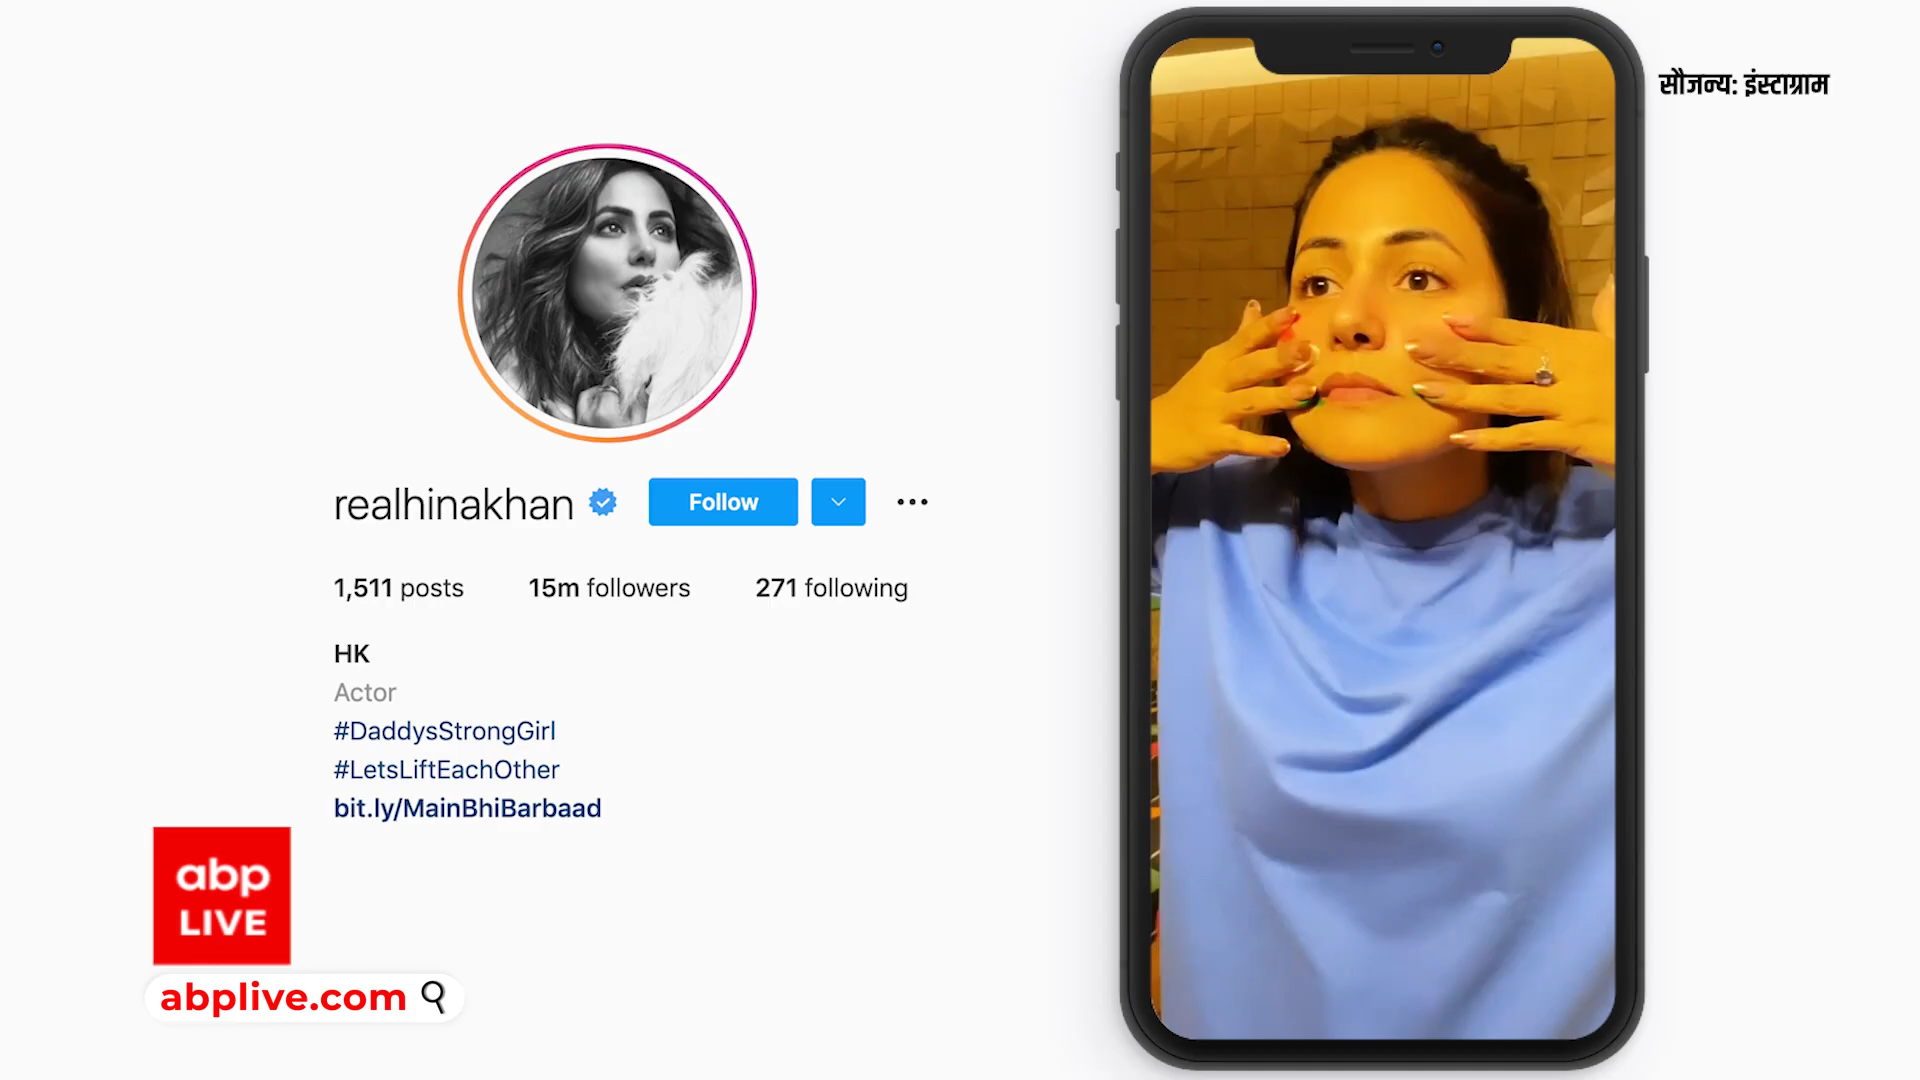 सौजन्य: इंस्टाग्राम
realhinakhan
Follow
1,511 posts 15m followers 271 following
HK
Actor
#DaddysStrongGirl
#LetsLiftEachOther
bit.ly/MainBhiBarbaad
abp
LIVE
abplive.com